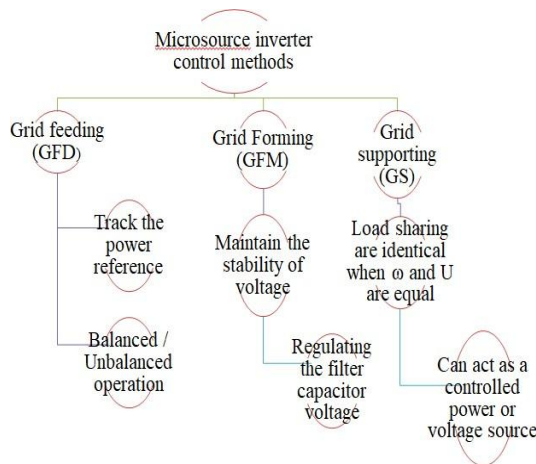 Microsource inverter
control methods
Grid feeding
(GFD)
Grid Forming
(GFM)
Grid
supporting
(GS)
Track the
power
reference
Maintain the
stability of
voltage
Load sharing
are identical
when ω and U
are equal
Balanced /
Unbalanced
operation
Regulating
the filter
capacitor
voltage
Can act as a
controlled
power or
voltage source